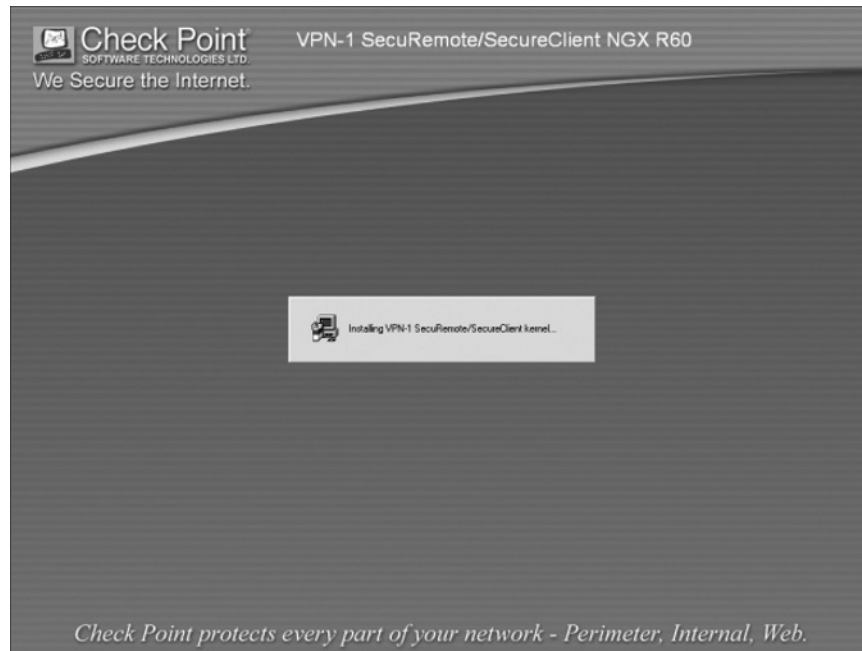 Check Point
SOFTWARE TECHNOLOGIES LTD.
We Secure the Internet.
VPN-1 SecuRemote/SecureClient NGX R60
Installing VPN-1 SecuRemote/SecureClient kernel...
Check Point protects every part of your network - Perimeter, Internal, Web.